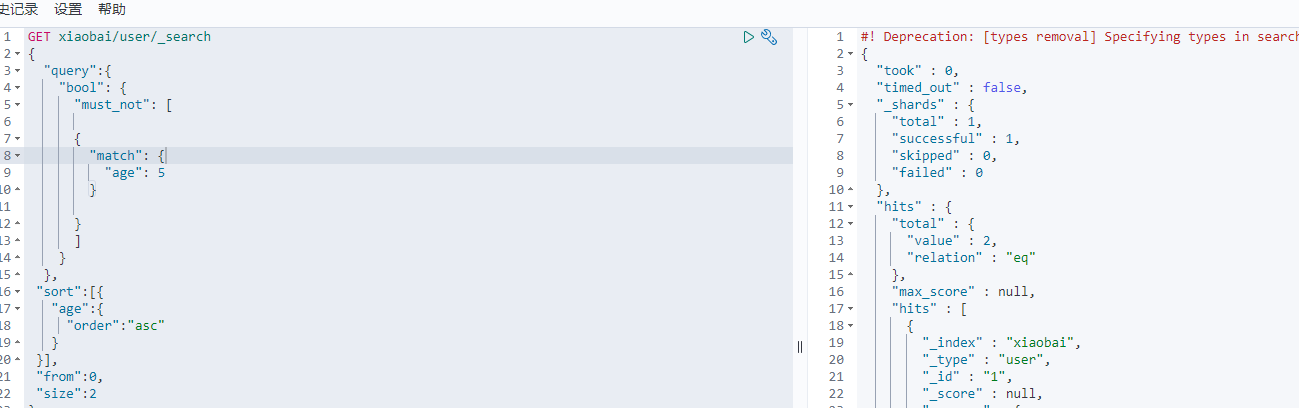 史记录 设置 帮助
1 GET xiaobai/user/_search
2 {
3 "query":{
4 "bool": {
5 "must_not": [
6
7 {
8 "match": {
9 "age": 5
10 }
11
12 }
13 ]
14 }
15 },
16 "sort":[{
17 "age":{
18 "order":"asc"
19 }
20 }],
21 "from":0,
22 "size":2
1 #! Deprecation: [types removal] Specifying types in search
2 {
3 "took" : 0,
4 "timed_out" : false,
5 "_shards" : {
6 "total" : 1,
7 "successful" : 1,
8 "skipped" : 0,
9 "failed" : 0
10 },
11 "hits" : {
12 "total" : {
13 "value" : 2,
14 "relation" : "eq"
15 },
16 "max_score" : null,
17 "hits" : [
18 {
19 "_index" : "xiaobai",
20 "_type" : "user",
21 "_id" : "1",
22 "_score" : null,